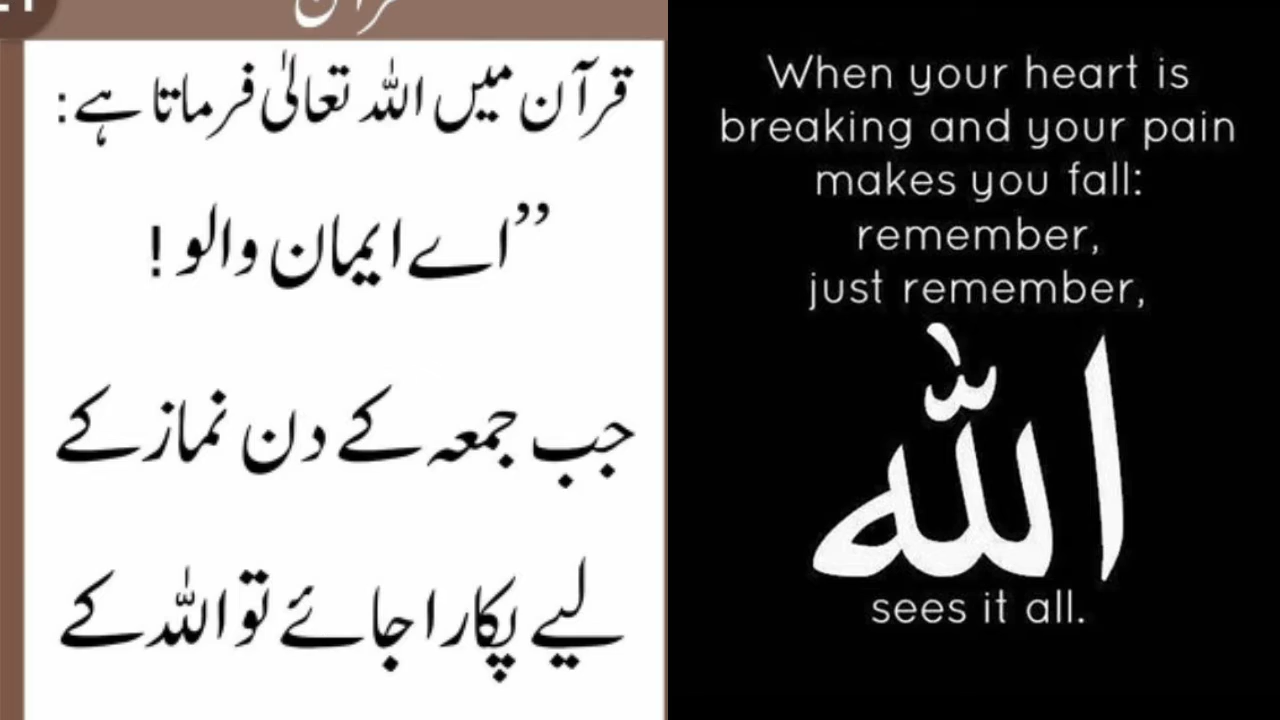 قرآن میں اللہ تعالیٰ فرماتا ہے:
”اے ایمان والو!
جب جمعہ کے دن نماز کے
لیے پکارا جائے تو اللہ کے
When your heart is
breaking and your pain
makes you fall:
remember,
just remember,
الله
sees it all.